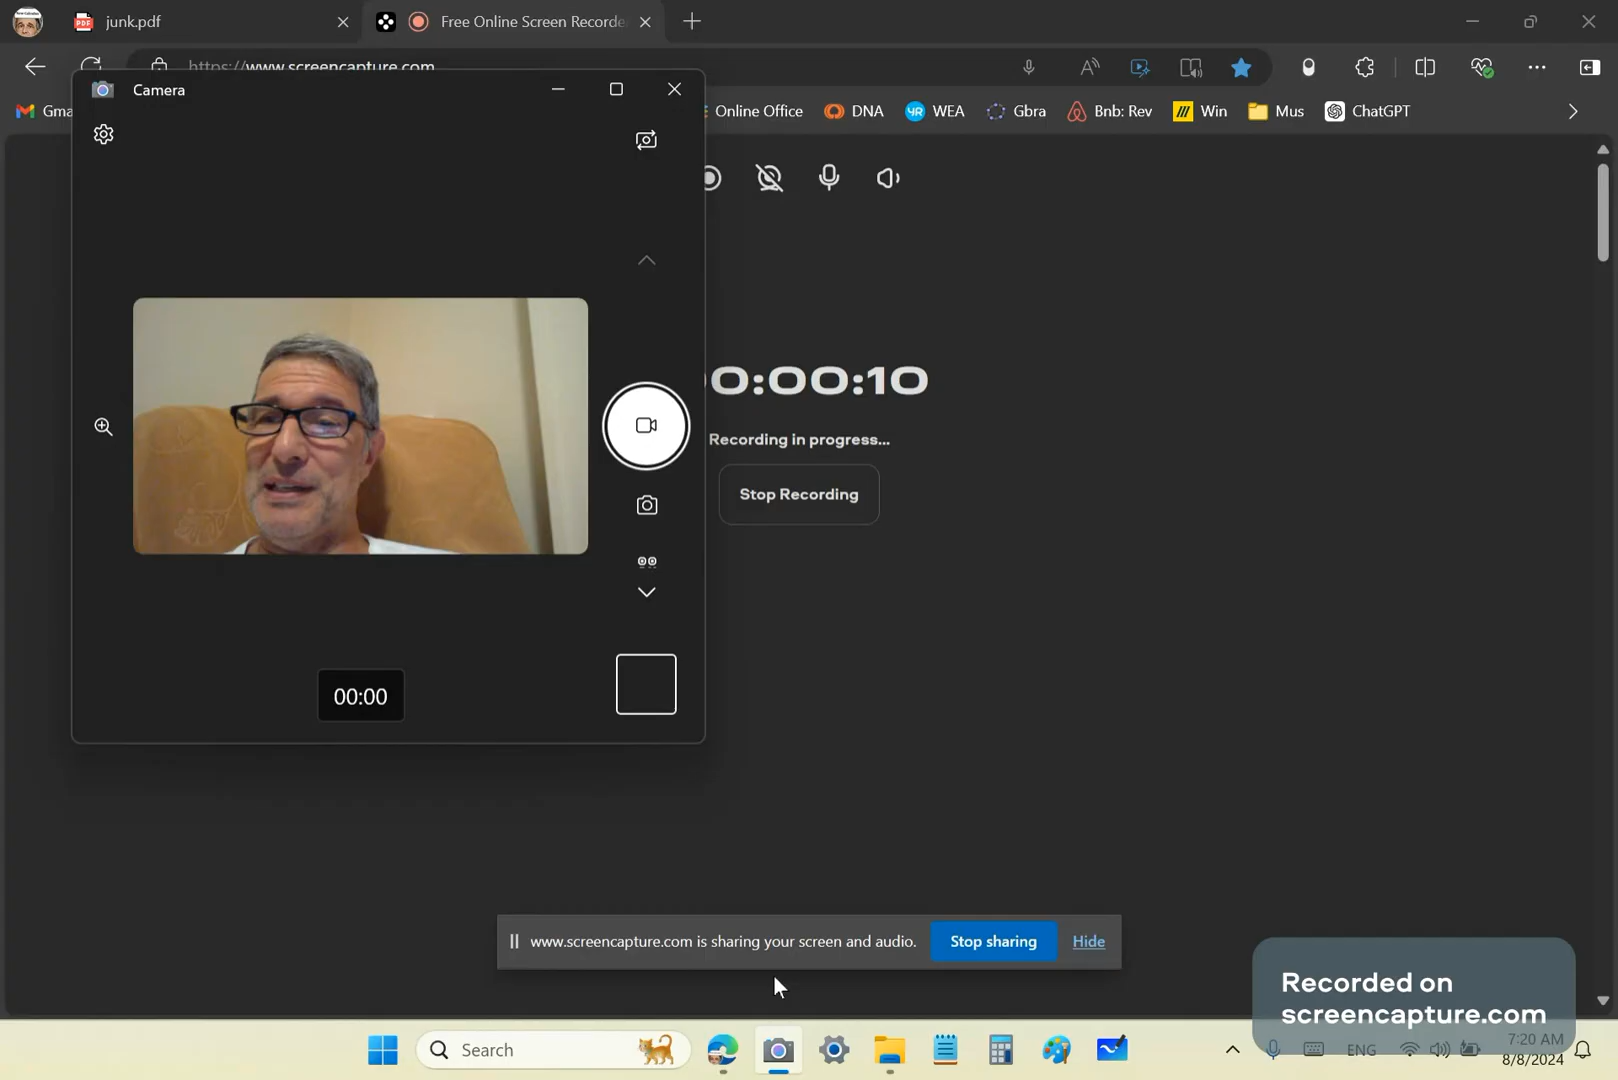 junk.pdf
Free Online Screen Recorde
https://www.screencapture.com
Camera
Gma
Online Office
DNA
WEA
Gbra
Bnb: Rev
Win
Mus
ChatGPT
0:00:10
Recording in progress...
Stop Recording
00:00
www.screencapture.com is sharing your screen and audio.
Stop sharing
Hide
Recorded on
screencapture.com
Search
ENG
7:20 AM
8/8/2024